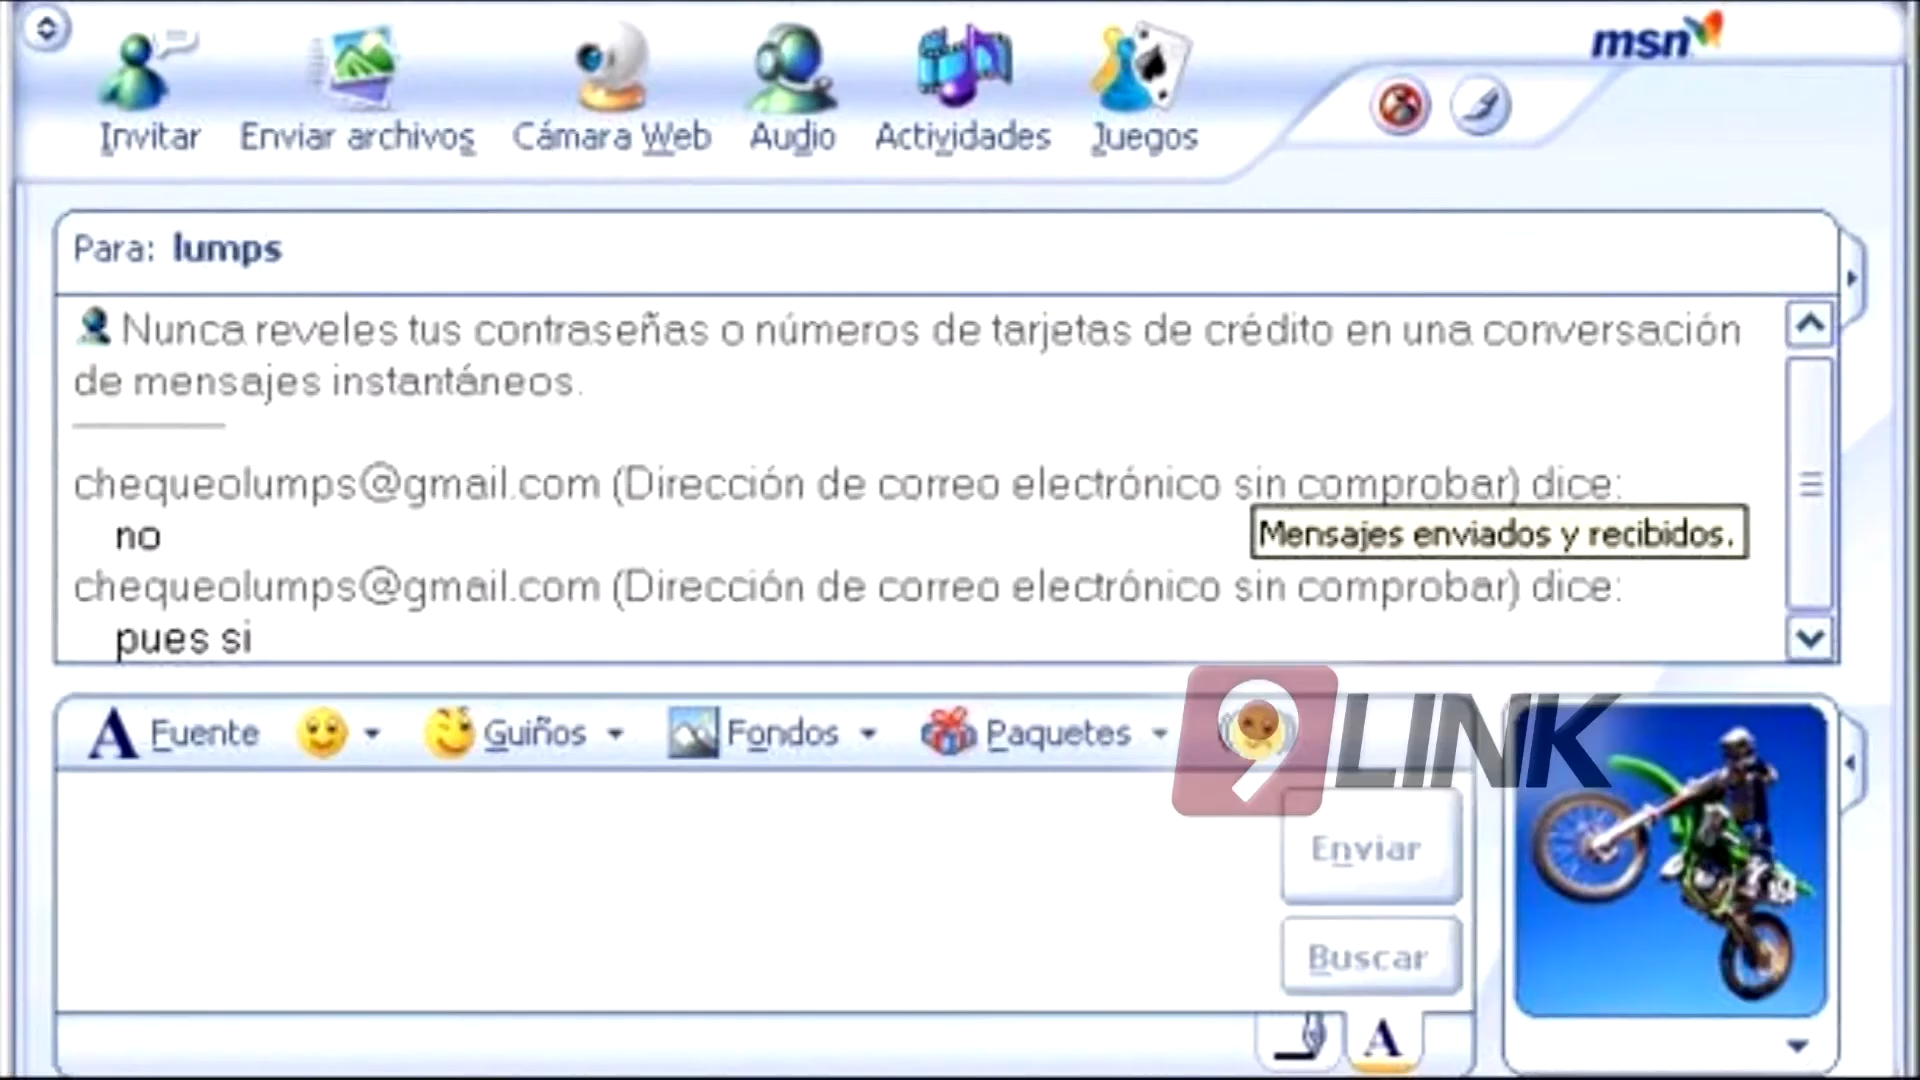 msn
Invitar Enviar archivos Cámara Web Audio Actividades Juegos
Para: lumps
Nunca reveles tus contraseñas o números de tarjetas de crédito en una conversación
de mensajes instantáneos.
chequeolumps@gmail.com (Dirección de correo electrónico sin comprobar) dice:
no
Mensajes enviados y recibidos.
chequeolumps@gmail.com (Dirección de correo electrónico sin comprobar) dice:
pues si
A Fuente Guiños Fondos Paquetes
9 LINK
Enviar
Buscar
A